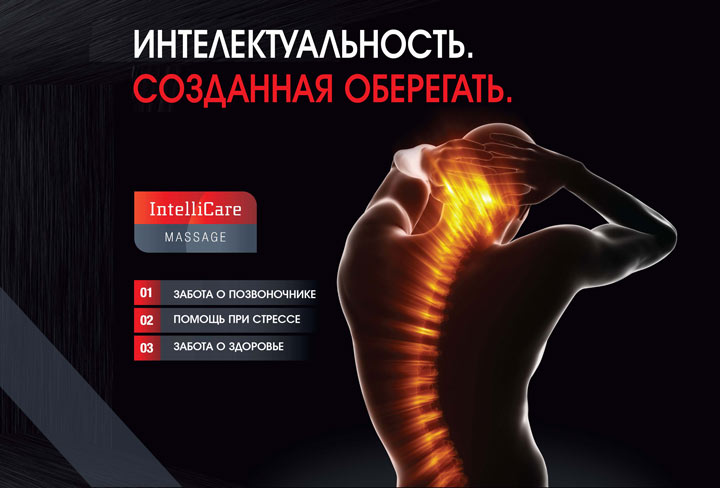 ИНТЕЛЕКТУАЛЬНОСТЬ.
СОЗДАННАЯ ОБЕРЕГАТЬ.
IntelliCare
MASSAGE
01 ЗАБОТА О ПОЗВОНОЧНИКЕ
02 ПОМОЩЬ ПРИ СТРЕССЕ
03 ЗАБОТА О ЗДОРОВЬЕ